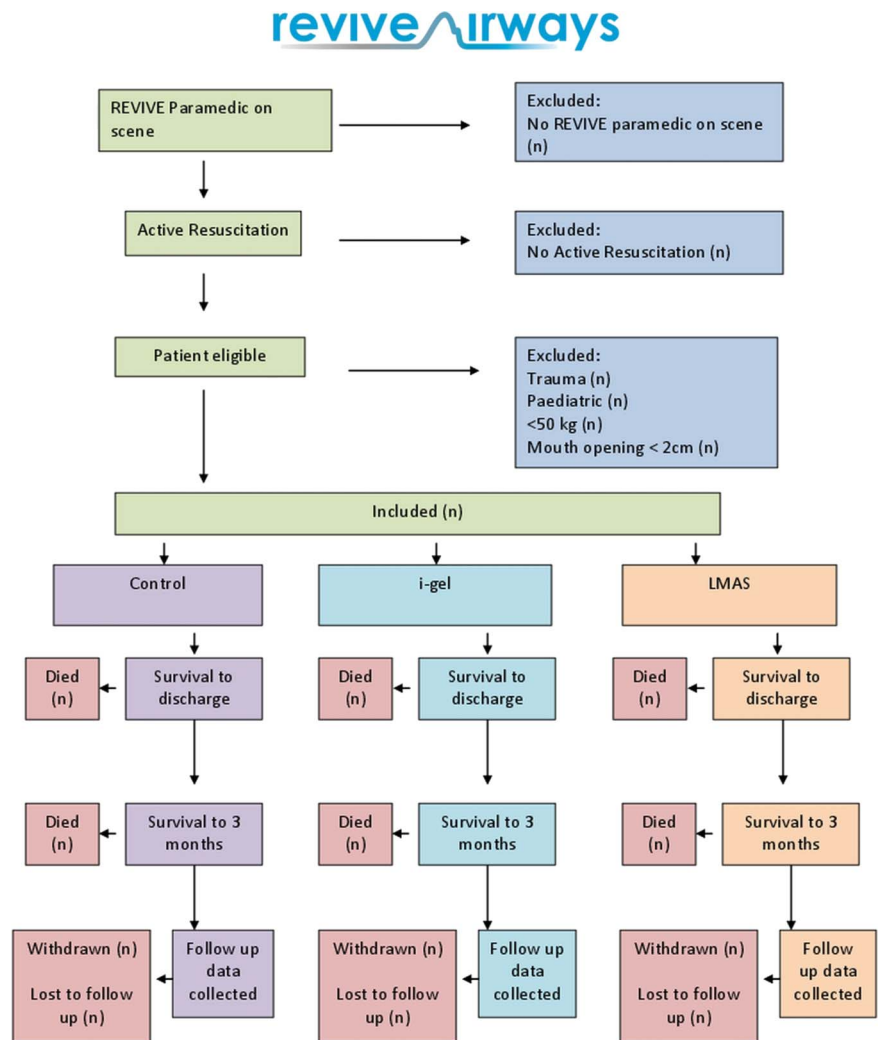 reviveAirways
REVIVE Paramedic on
scene
Excluded:
No REVIVE paramedic on scene
(n)
Active Resuscitation
Excluded:
No Active Resuscitation (n)
Patient eligible
Excluded:
Trauma (n)
Paediatric (n)
<50 kg (n)
Mouth opening < 2cm (n)
Included (n)
Control
i-gel
LMAS
Died
(n)
Survival to
discharge
Died
(n)
Survival to
discharge
Died
(n)
Survival to
discharge
Died
(n)
Survival to 3
months
Died
(n)
Survival to 3
months
Died
(n)
Survival to 3
months
Withdrawn (n)
Lost to follow
up (n)
Follow up
data
collected
Withdrawn (n)
Lost to follow
up (n)
Follow up
data
collected
Withdrawn (n)
Lost to follow
up (n)
Follow
up data
collected